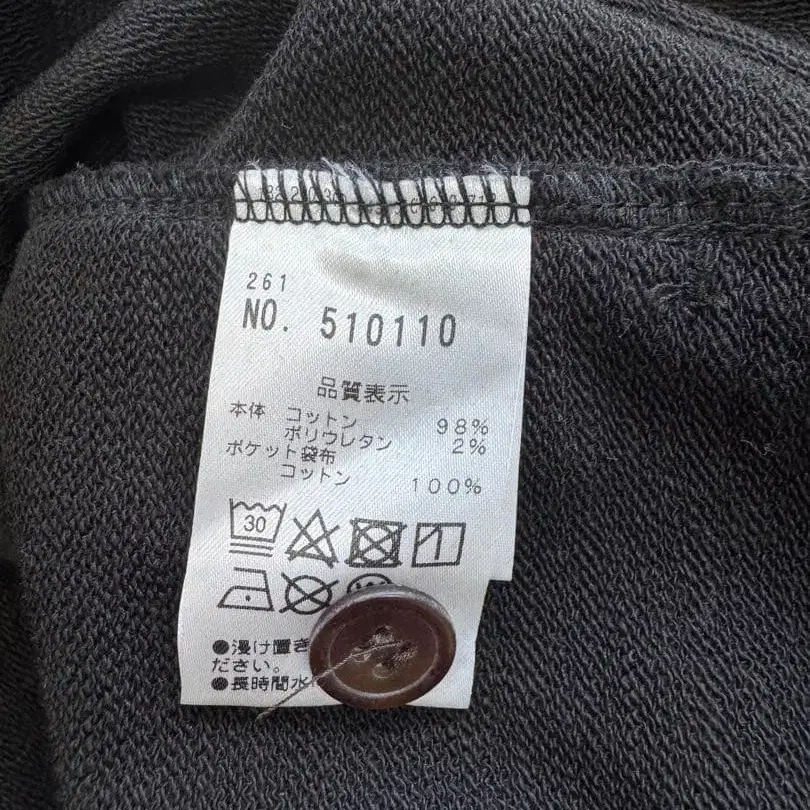 261
NO. 510110
品質表示
本体 コットン 98%
ポリウレタン 2%
ポケット袋布
コットン 100%
30
●浸け置き
ださい。
●長時間水